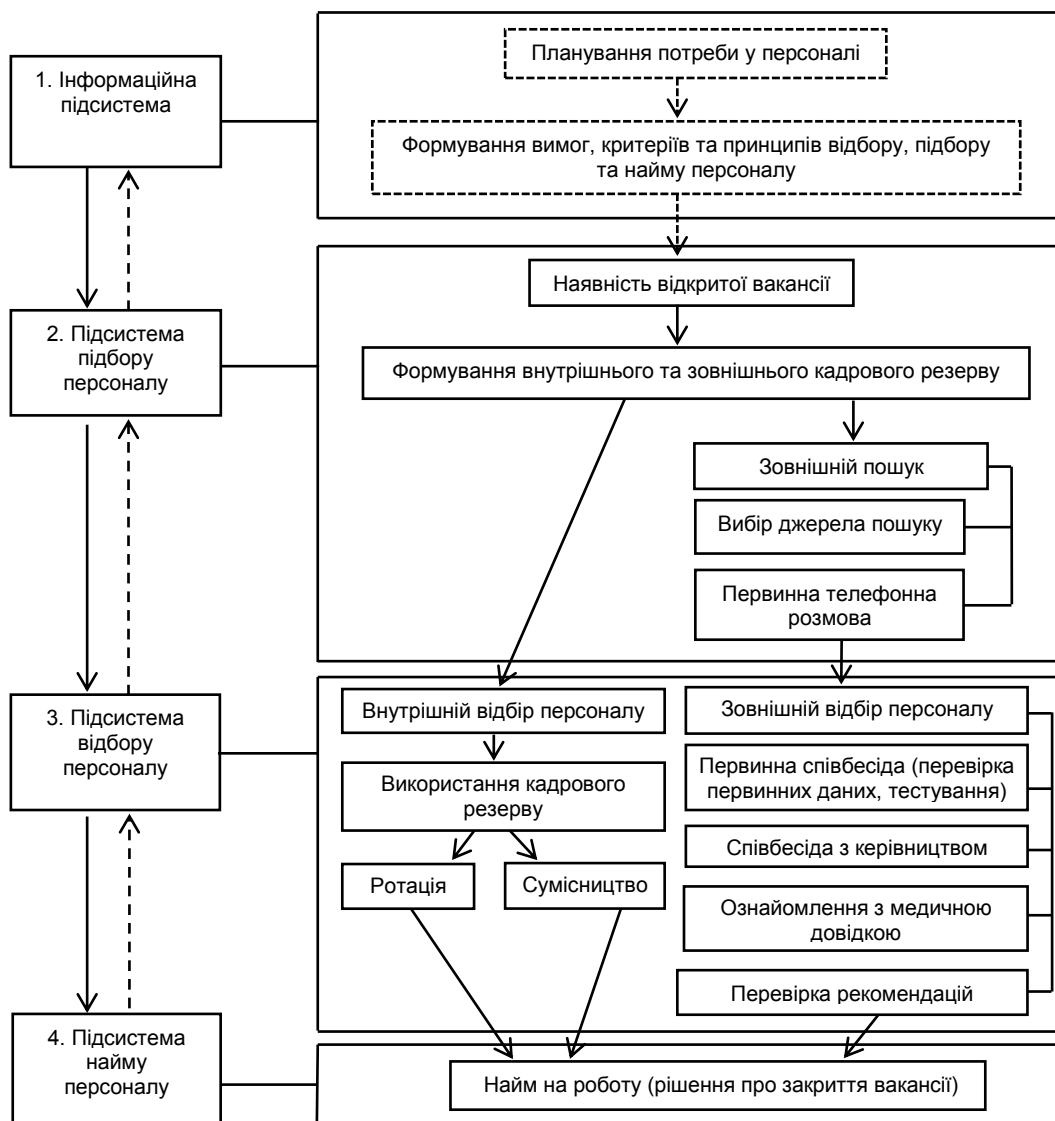 1. Інформаційна
підсистема
Планування потреби у персоналі
Формування вимог, критеріїв та принципів відбору, підбору
та найму персоналу
2. Підсистема
підбору
персоналу
Наявність відкритої вакансії
Формування внутрішнього та зовнішнього кадрового резерву
Зовнішній пошук
Вибір джерела пошуку
Первинна телефонна
розмова
3. Підсистема
відбору
персоналу
Внутрішній відбір персоналу
Використання кадрового
резерву
Ротація
Сумісництво
Зовнішній відбір персоналу
Первинна співбесіда (перевірка
первинних даних, тестування)
Співбесіда з керівництвом
Ознайомлення з медичною
довідкою
Перевірка рекомендацій
4. Підсистема
найму
персоналу
Найм на роботу (рішення про закриття вакансії)